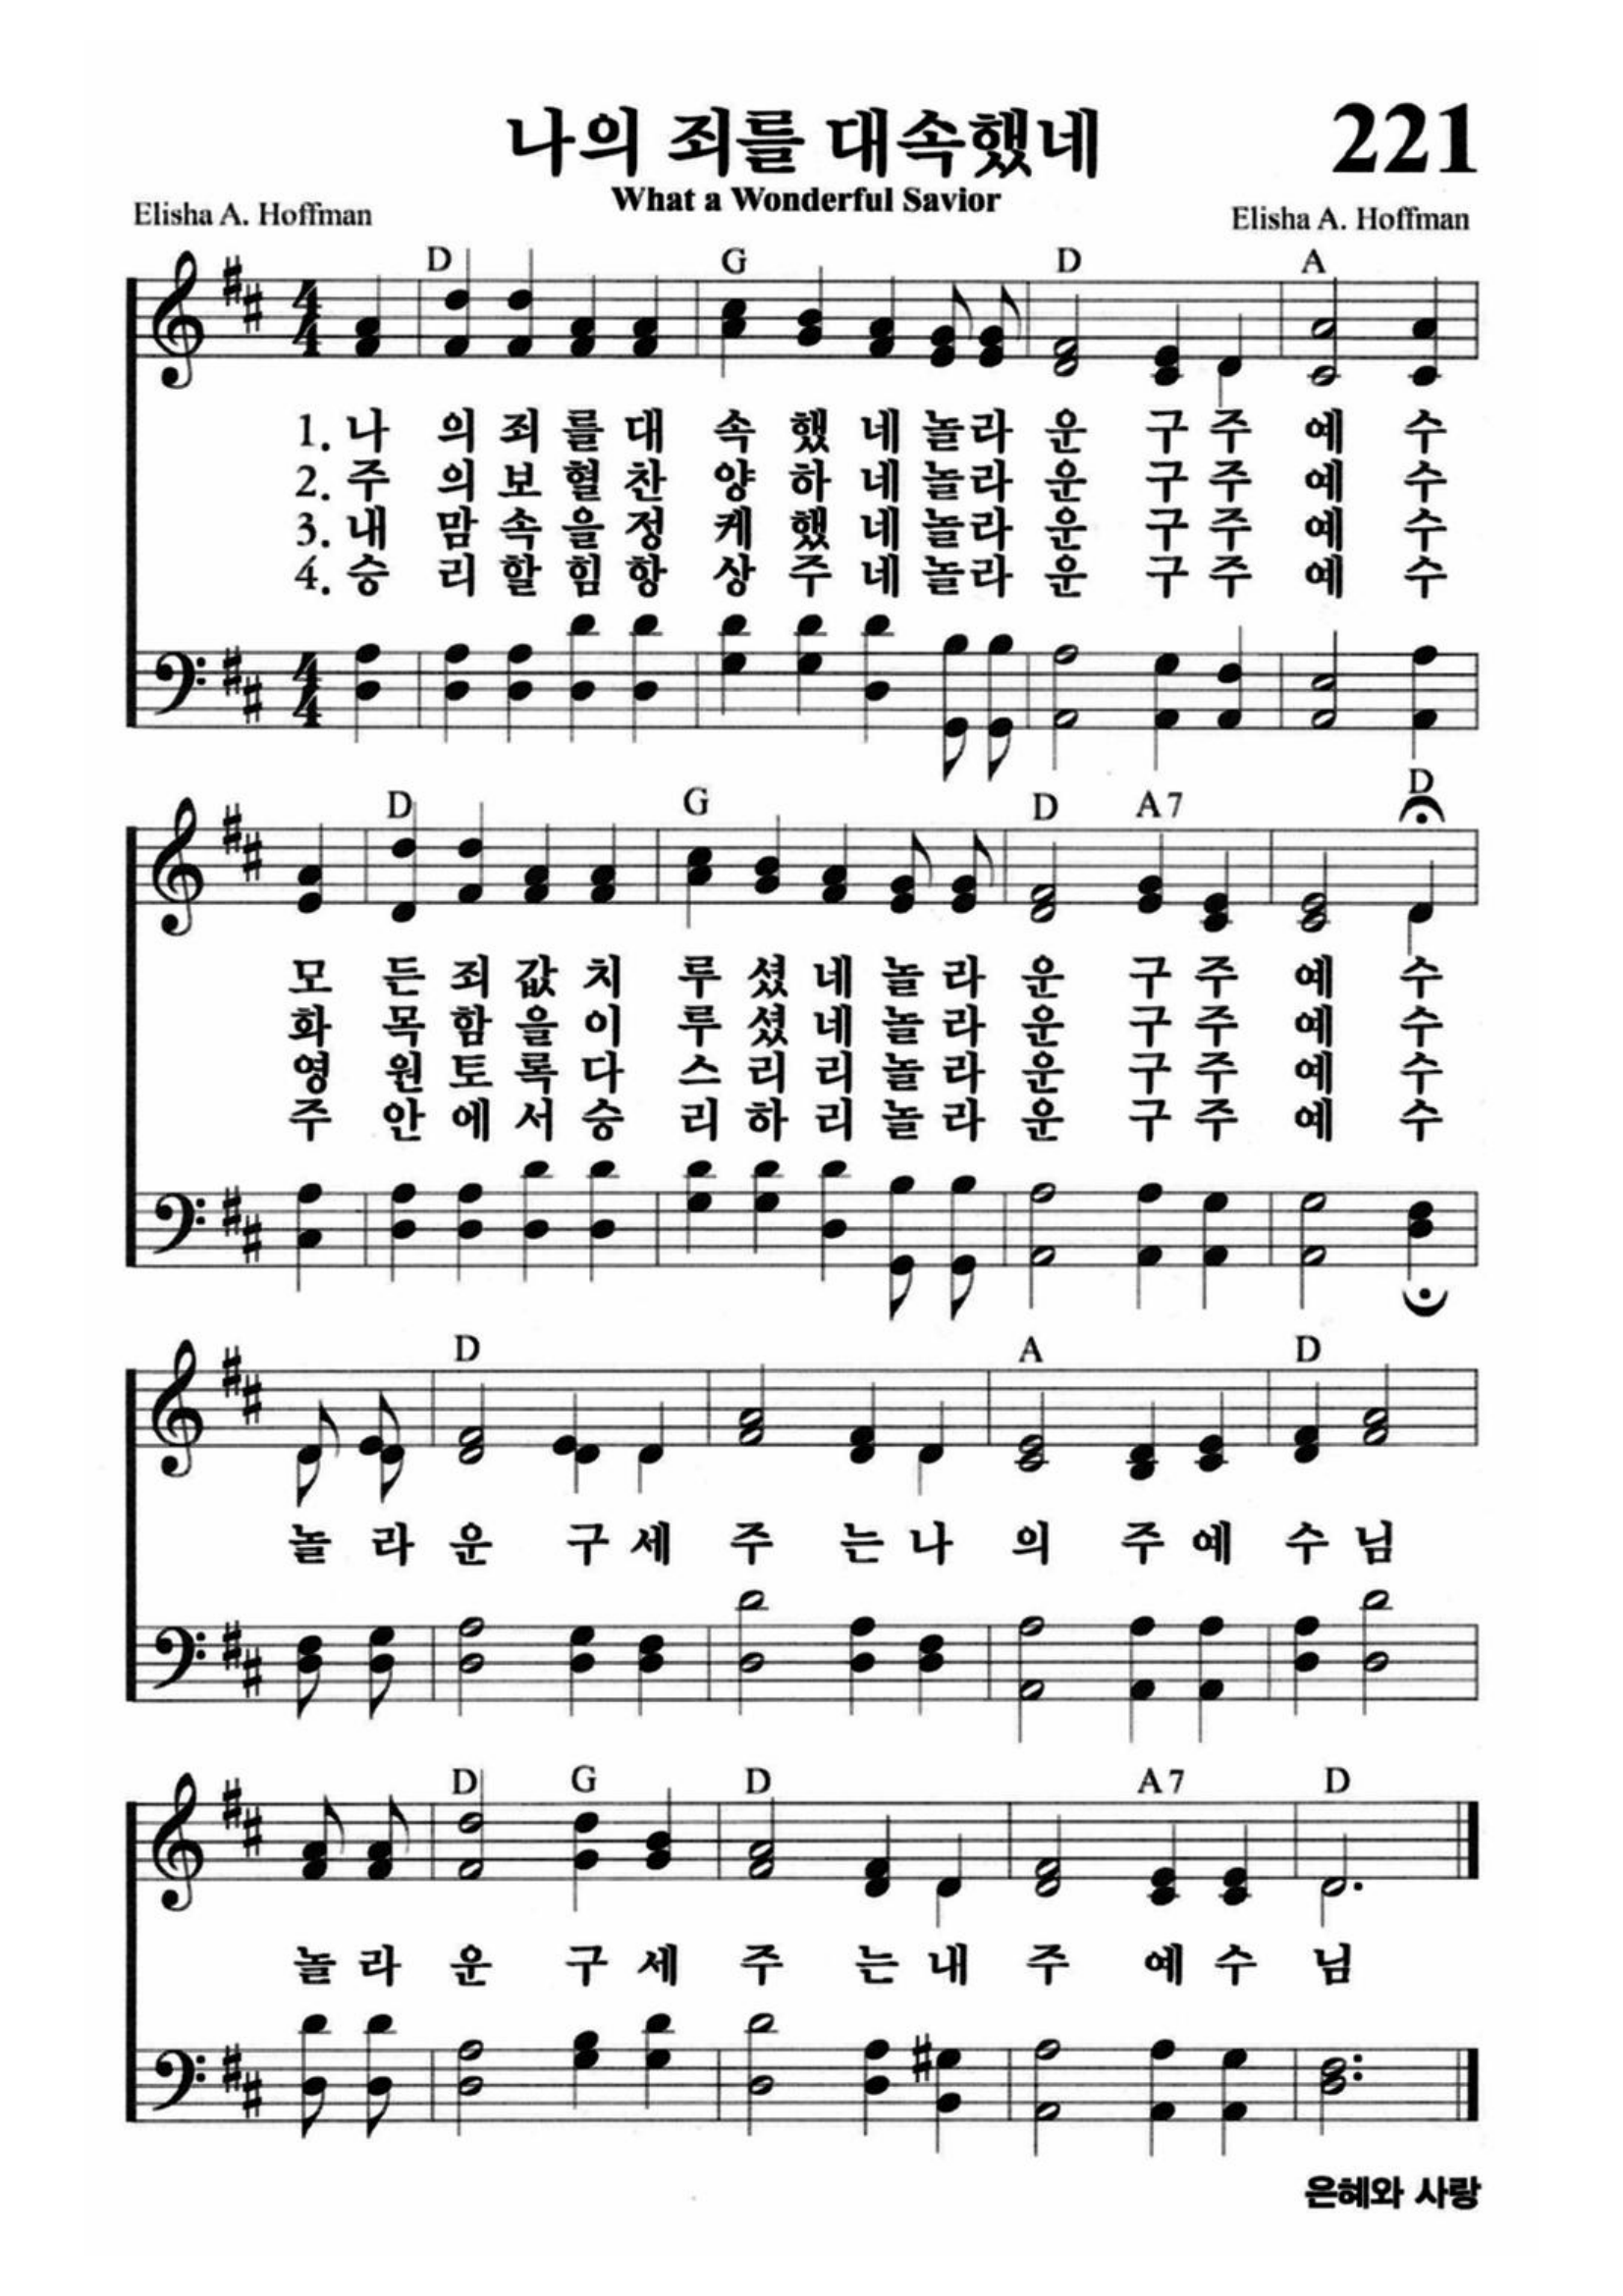 나의 죄를 대속했네 221
What a Wonderful Savior
Elisha A. Hoffman Elisha A. Hoffman
D G D A
1. 나 의 죄 를 대 속 했 네 놀라 운 구 주 예 수
2. 주 의 보 혈 찬 양 하 네 놀라 운 구 주 예 수
3. 내 맘 속 을 정 케 했 네 놀라 운 구 주 예 수
4. 승 리 할 힘 항 상 주 네 놀라 운 구 주 예 수
D G D A7 D
모 든 죄 값 치 루 셨 네 놀 라 운 구 주 예 수
화 목 함 을 이 루 셨 네 놀 라 운 구 주 예 수
영 원 토 록 다 스 리 리 놀 라 운 구 주 예 수
주 안 에 서 승 리 하 리 놀 라 운 구 주 예 수
D A D
놀 라 운 구 세 주 는 나 의 주 예 수 님
D G D A7 D
놀 라 운 구 세 주 는 내 주 예 수 님
은혜와 사랑